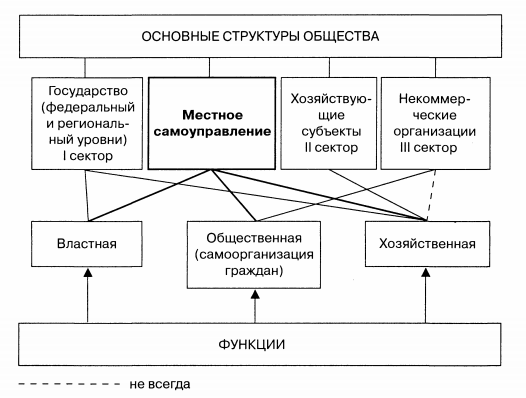 ОСНОВНЫЕ СТРУКТУРЫ ОБЩЕСТВА
Государство
(федеральный
и региональ-
ный уровни)
I сектор
Местное
самоуправление
Хозяйствую-
щие
субъекты
II сектор
Некоммер-
ческие
организации
III сектор
Властная
Общественная
(самоорганизация
граждан)
Хозяйственная
ФУНКЦИИ
не всегда